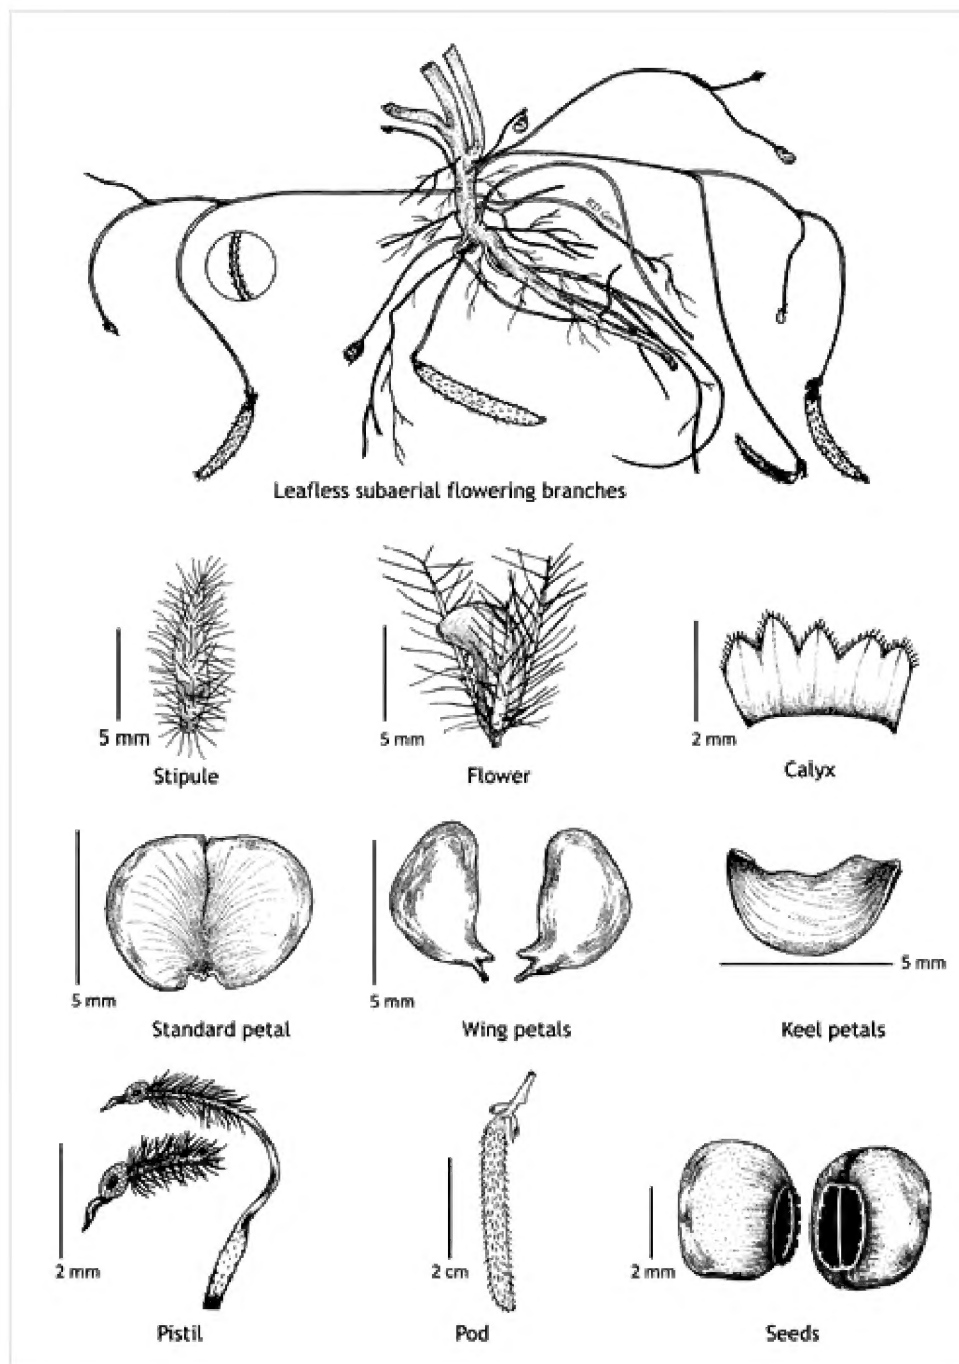 Leafless subaerial flowering branches
5 mm
Stipule
5 mm
Flower
2 mm
Calyx
5 mm
Standard petal
5 mm
Wing petals
5 mm
Keel petals
2 mm
Pistil
2 cm
Pod
2 mm
Seeds